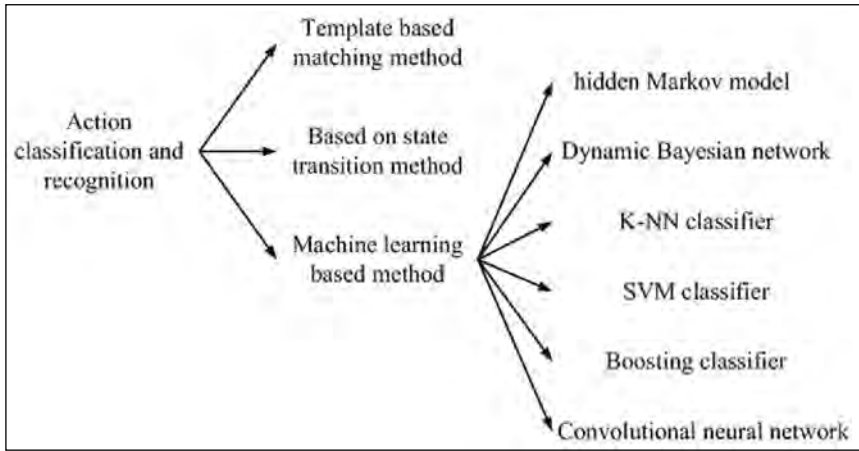 Action
classification and
recognition
Template based
matching method
Based on state
transition method
Machine learning
based method
hidden Markov model
Dynamic Bayesian network
K-NN classifier
SVM classifier
Boosting classifier
Convolutional neural network